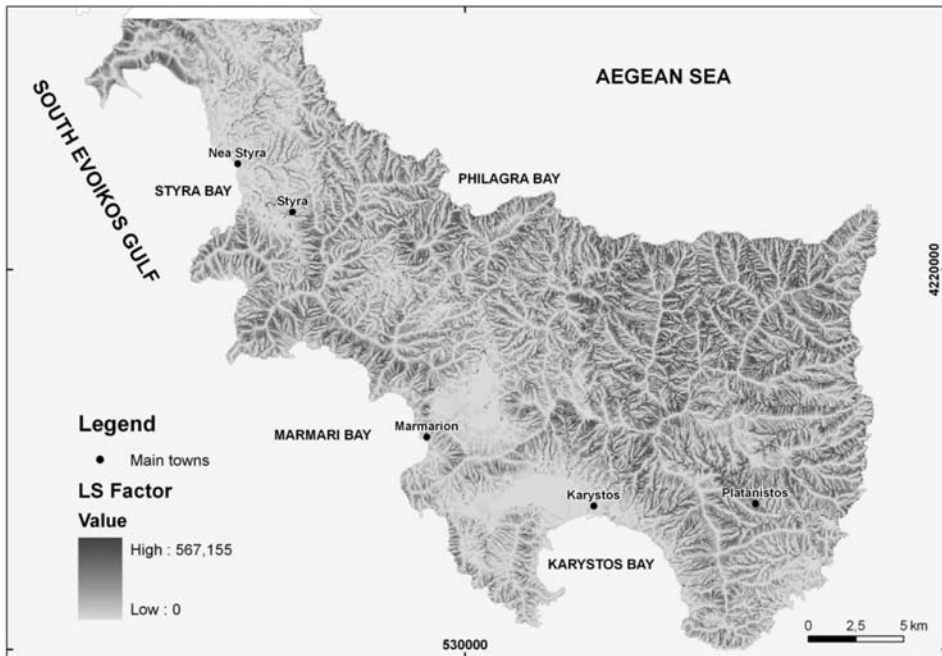 AEGEAN SEA
SOUTH EVOIKOS GULF
Nea Styra
STYRA BAY
PHILAGRA BAY
Styra
4220000
MARMARI BAY
Marmarion
Legend
Main towns
LS Factor
Value
High : 567,155
Low : 0
Karystos
Platanistos
KARYSTOS BAY
0 2,5 5 km
530000